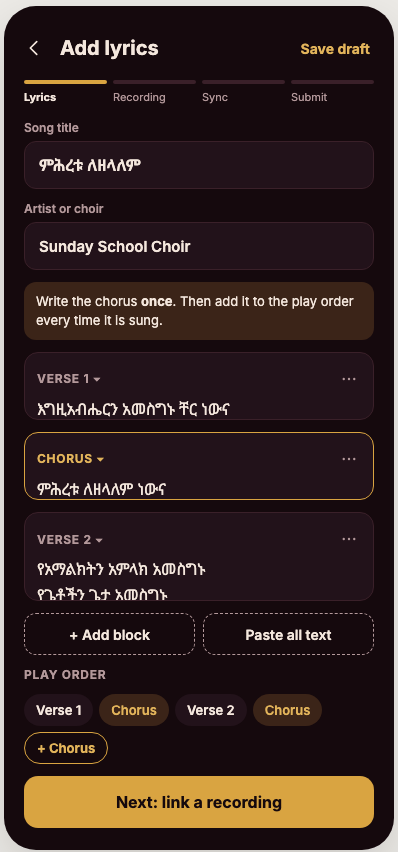 Add lyrics
Save draft
Lyrics
Recording
Sync
Submit
Song title
ምሕረቱ ለዘላለም
Artist or choir
Sunday School Choir
Write the chorus once. Then add it to the play order
every time it is sung.
VERSE 1
እግዚአብሔርን አመስግኑ ቸር ነውና
CHORUS
ምሕረቱ ለዘላለም ነውና
VERSE 2
የአማልክትን አምላክ አመስግኑ
የጌቶችን ጌታ አመስግኑ
+ Add block
Paste all text
PLAY ORDER
Verse 1
Chorus
Verse 2
Chorus
+ Chorus
Next: link a recording